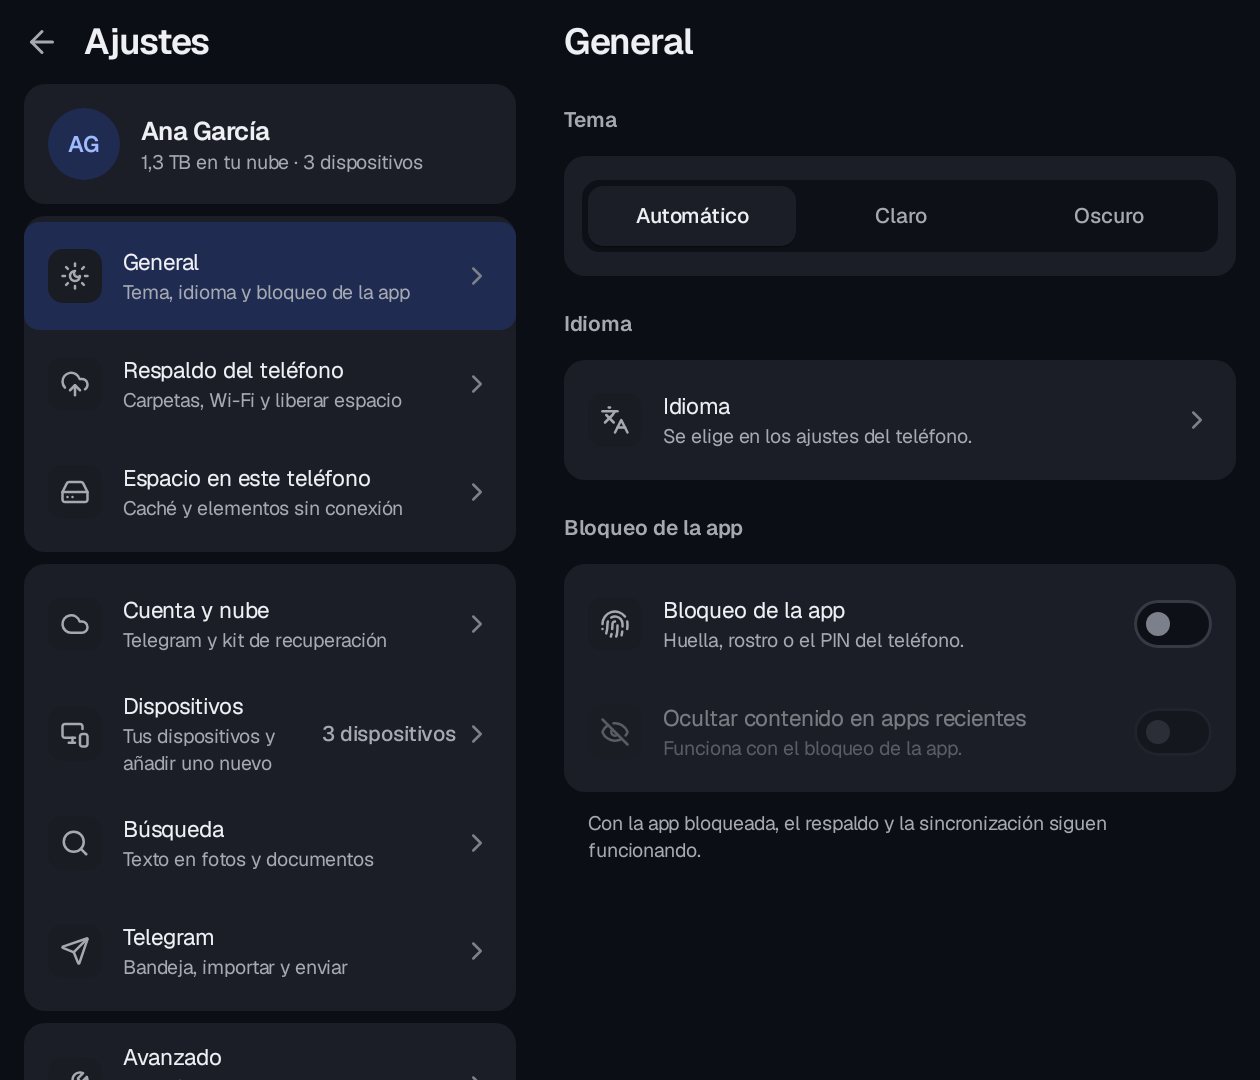 Ajustes
AG
Ana García
1,3 TB en tu nube · 3 dispositivos
General
Tema, idioma y bloqueo de la app
Respaldo del teléfono
Carpetas, Wi-Fi y liberar espacio
Espacio en este teléfono
Caché y elementos sin conexión
Cuenta y nube
Telegram y kit de recuperación
Dispositivos
Tus dispositivos y
añadir uno nuevo
3 dispositivos
Búsqueda
Texto en fotos y documentos
Telegram
Bandeja, importar y enviar
Avanzado
General
Tema
Automático
Claro
Oscuro
Idioma
Idioma
Se elige en los ajustes del teléfono.
Bloqueo de la app
Bloqueo de la app
Huella, rostro o el PIN del teléfono.
Ocultar contenido en apps recientes
Funciona con el bloqueo de la app.
Con la app bloqueada, el respaldo y la sincronización siguen
funcionando.